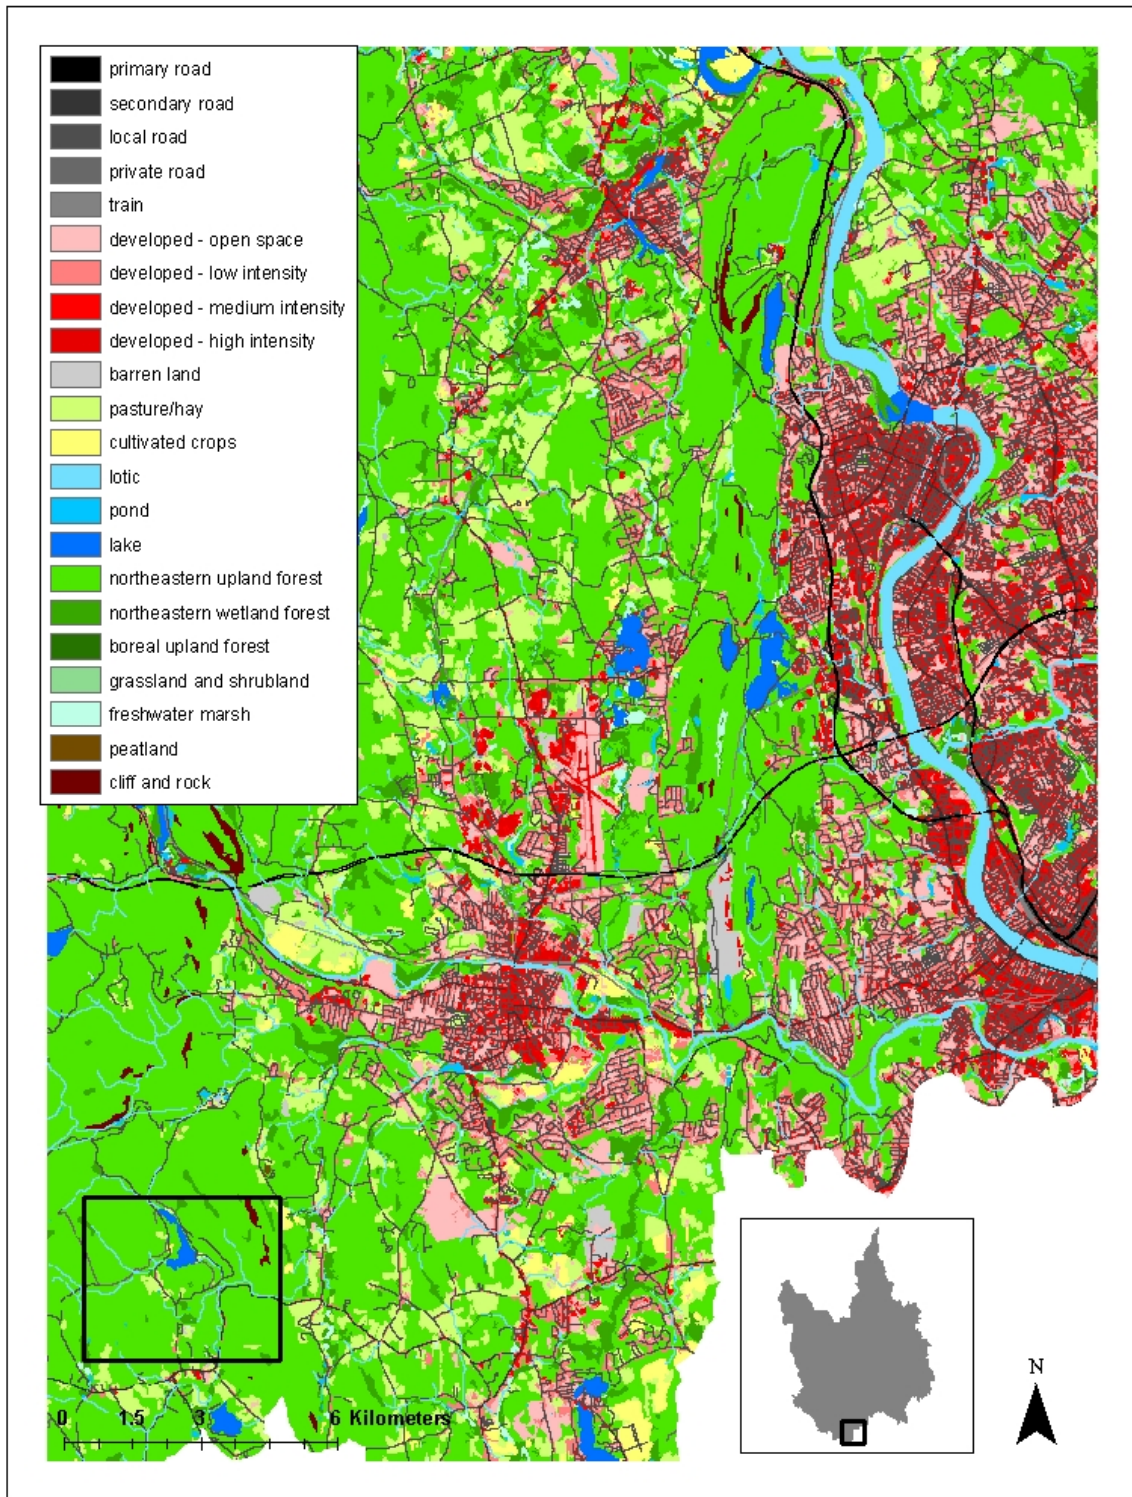 primary road
secondary road
local road
private road
train
developed - open space
developed - low intensity
developed - medium intensity
developed - high intensity
barren land
pasture/hay
cultivated crops
lotic
pond
lake
northeastern upland forest
northeastern wetland forest
boreal upland forest
grassland and shrubland
freshwater marsh
peatland
cliff and rock
N
0 1.5 3 6 Kilometers